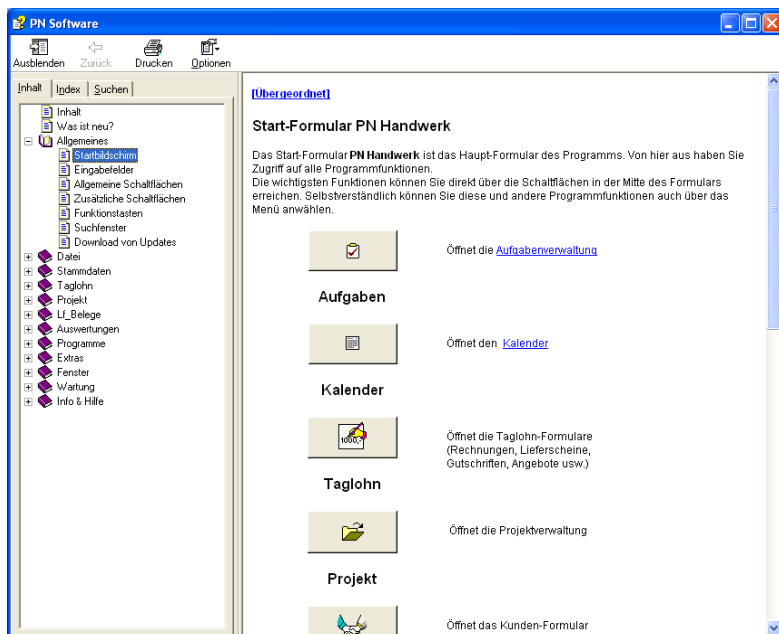 PN Software
Ausblenden
Zurück
Drucken
Optionen
Inhalt
Index
Suchen
Inhalt
Was ist neu?
Allgemeines
Startbildschirm
Eingabefelder
Allgemeine Schaltflächen
Zusätzliche Schaltflächen
Funktionstasten
Suchfenster
Download von Updates
Datei
Stammdaten
Taglohn
Projekt
Lf_Belege
Auswertungen
Programme
Extras
Fenster
Wartung
Info & Hilfe
[Übergeordnet]
Start-Formular PN Handwerk
Das Start-Formular PN Handwerk ist das Haupt-Formular des Programms. Von hier aus haben Sie
Zugriff auf alle Programmfunktionen.
Die wichtigsten Funktionen können Sie direkt über die Schaltflächen in der Mitte des Formulars
erreichen. Selbstverständlich können Sie diese und andere Programmfunktionen auch über das
Menü anwählen.
Öffnet die Aufgabenverwaltung
Aufgaben
Öffnet den Kalender
Kalender
1000,-
Öffnet die Taglohn-Formulare
(Rechnungen, Lieferscheine,
Gutschriften, Angebote usw.)
Taglohn
Öffnet die Projektverwaltung
Projekt
Öffnet das Kunden-Formular